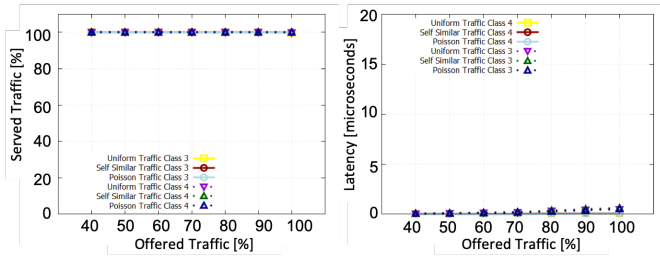 Served Traffic [%]
100
80
60
40
20
0
Uniform Traffic Class 3
Self Similar Traffic Class 3
Poisson Traffic Class 3
Uniform Traffic Class 4
Self Similar Traffic Class 4
Poisson Traffic Class 4
40 50 60 70 80 90 100
Offered Traffic [%]
Latency [microseconds]
20
15
10
5
0
Uniform Traffic Class 4
Self Similar Traffic Class 4
Poisson Traffic Class 4
Uniform Traffic Class 3
Self Similar Traffic Class 3
Poisson Traffic Class 3
40 50 60 70 80 90 100
Offered Traffic [%]